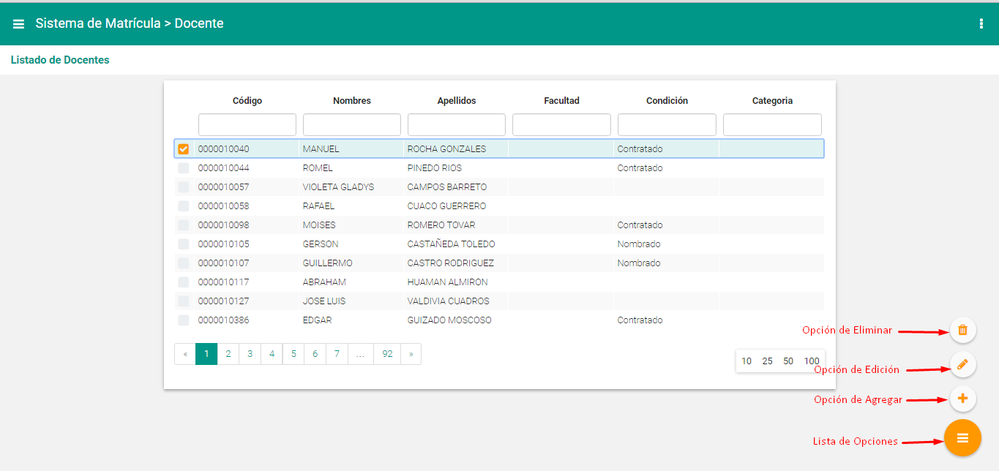 Sistema de Matrícula > Docente
Listado de Docentes
Código Nombres Apellidos Facultad Condición Categoria
0000010040 MANUEL ROCHA GONZALES Contratado
0000010044 ROMEL PINEDO RIOS Contratado
0000010057 VIOLETA GLADYS CAMPOS BARRETO
0000010058 RAFAEL CUACO GUERRERO
0000010098 MOISES ROMERO TOVAR Contratado
0000010105 GERSON CASTAÑEDA TOLEDO Nombrado
0000010107 GUILLERMO CASTRO RODRIGUEZ Nombrado
0000010117 ABRAHAM HUAMAN ALMIRON
0000010127 JOSE LUIS VALDIVIA CUADROS
0000010386 EDGAR GUIZADO MOSCOSO Contratado
« 1 2 3 4 5 6 7 ... 92 »
10 25 50 100
Opción de Eliminar
Opción de Edición
Opción de Agregar
Lista de Opciones